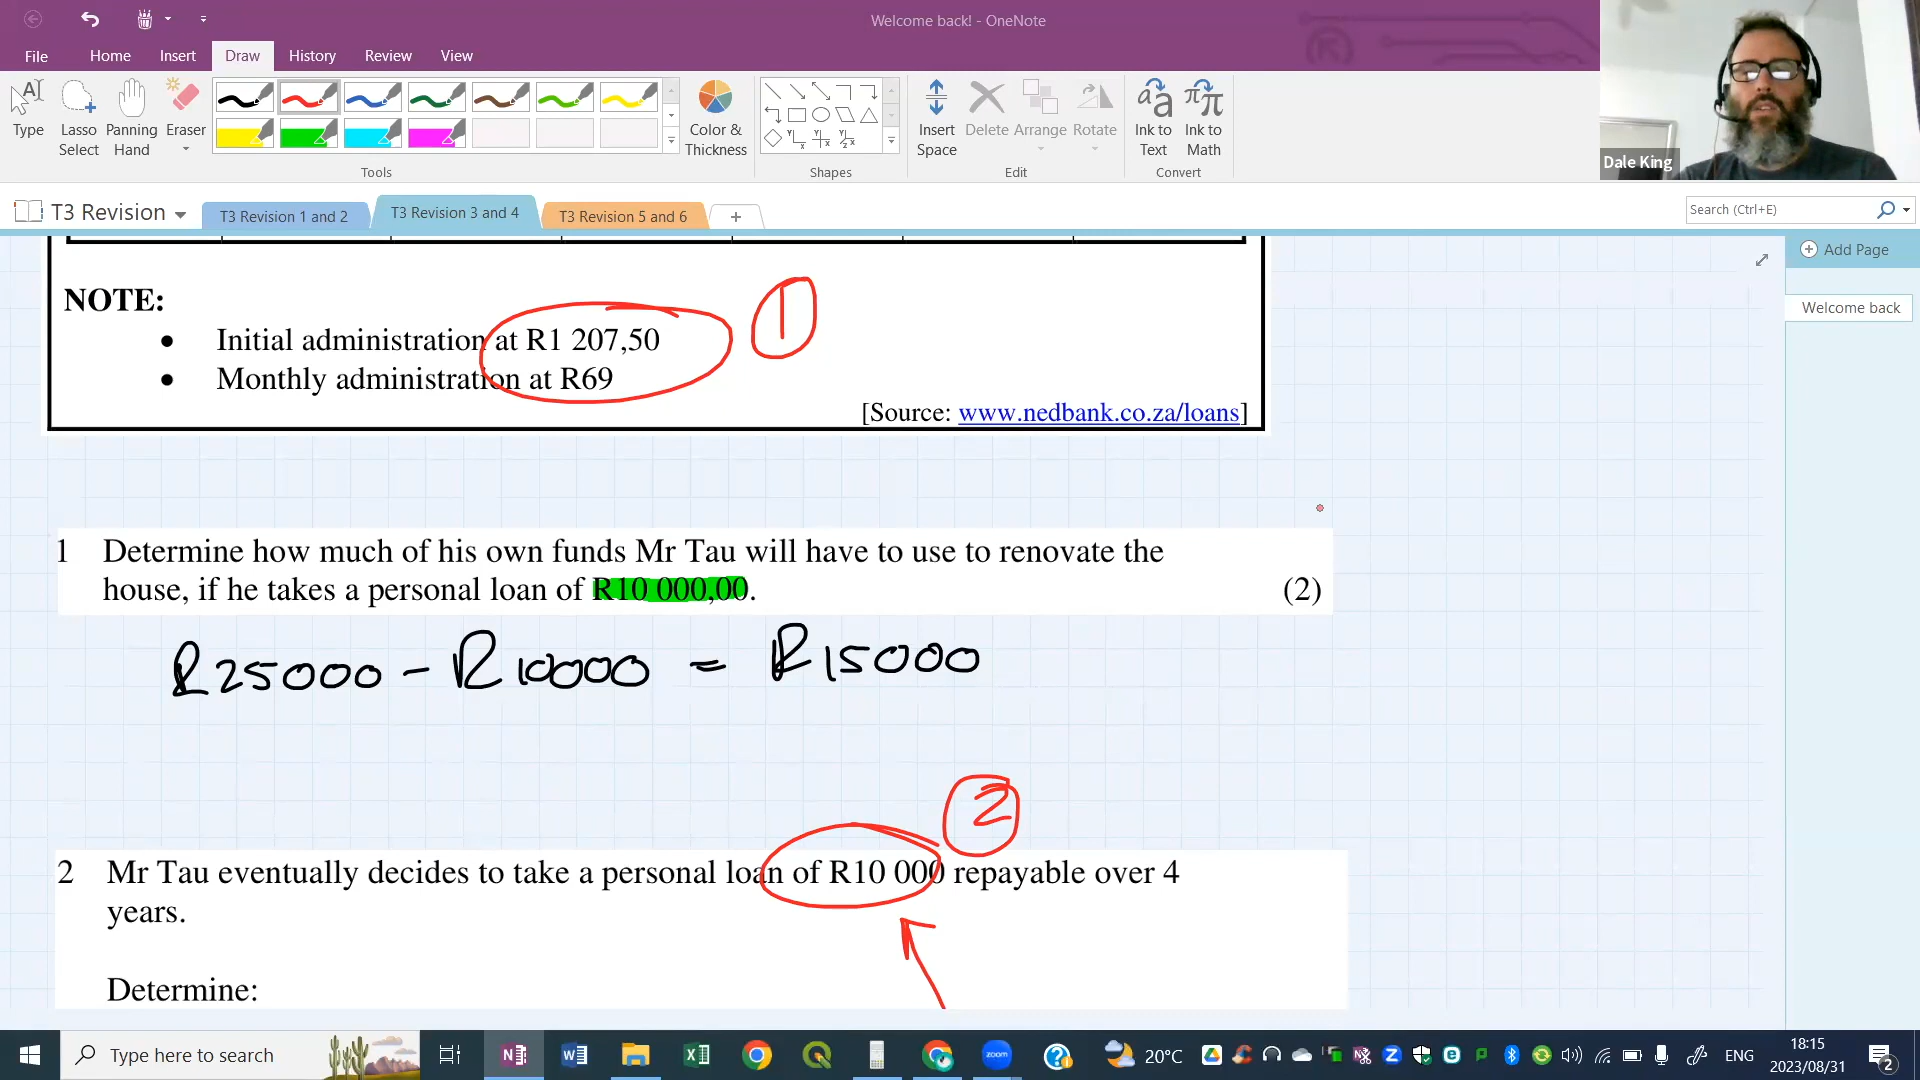 Welcome back! - OneNote
File Home Insert Draw History Review View
Type Lasso Select Panning Hand Eraser
Color & Thickness
Insert Space Delete Arrange Rotate
Ink to Text Ink to Math
Tools Shapes Edit Convert
Dale King
T3 Revision T3 Revision 1 and 2 T3 Revision 3 and 4 T3 Revision 5 and 6 +
Search (Ctrl+E)
Add Page
Welcome back
NOTE:
• Initial administration at R1 207,50
1
• Monthly administration at R69
[Source: www.nedbank.co.za/loans]
1 Determine how much of his own funds Mr Tau will have to use to renovate the
house, if he takes a personal loan of R10 000,00. (2)
R25000 - R10000 = R15000
2
2 Mr Tau eventually decides to take a personal loan of R10 000 repayable over 4
years.
Determine:
Type here to search
zoom
20°C
ENG
18:15
2023/08/31
2